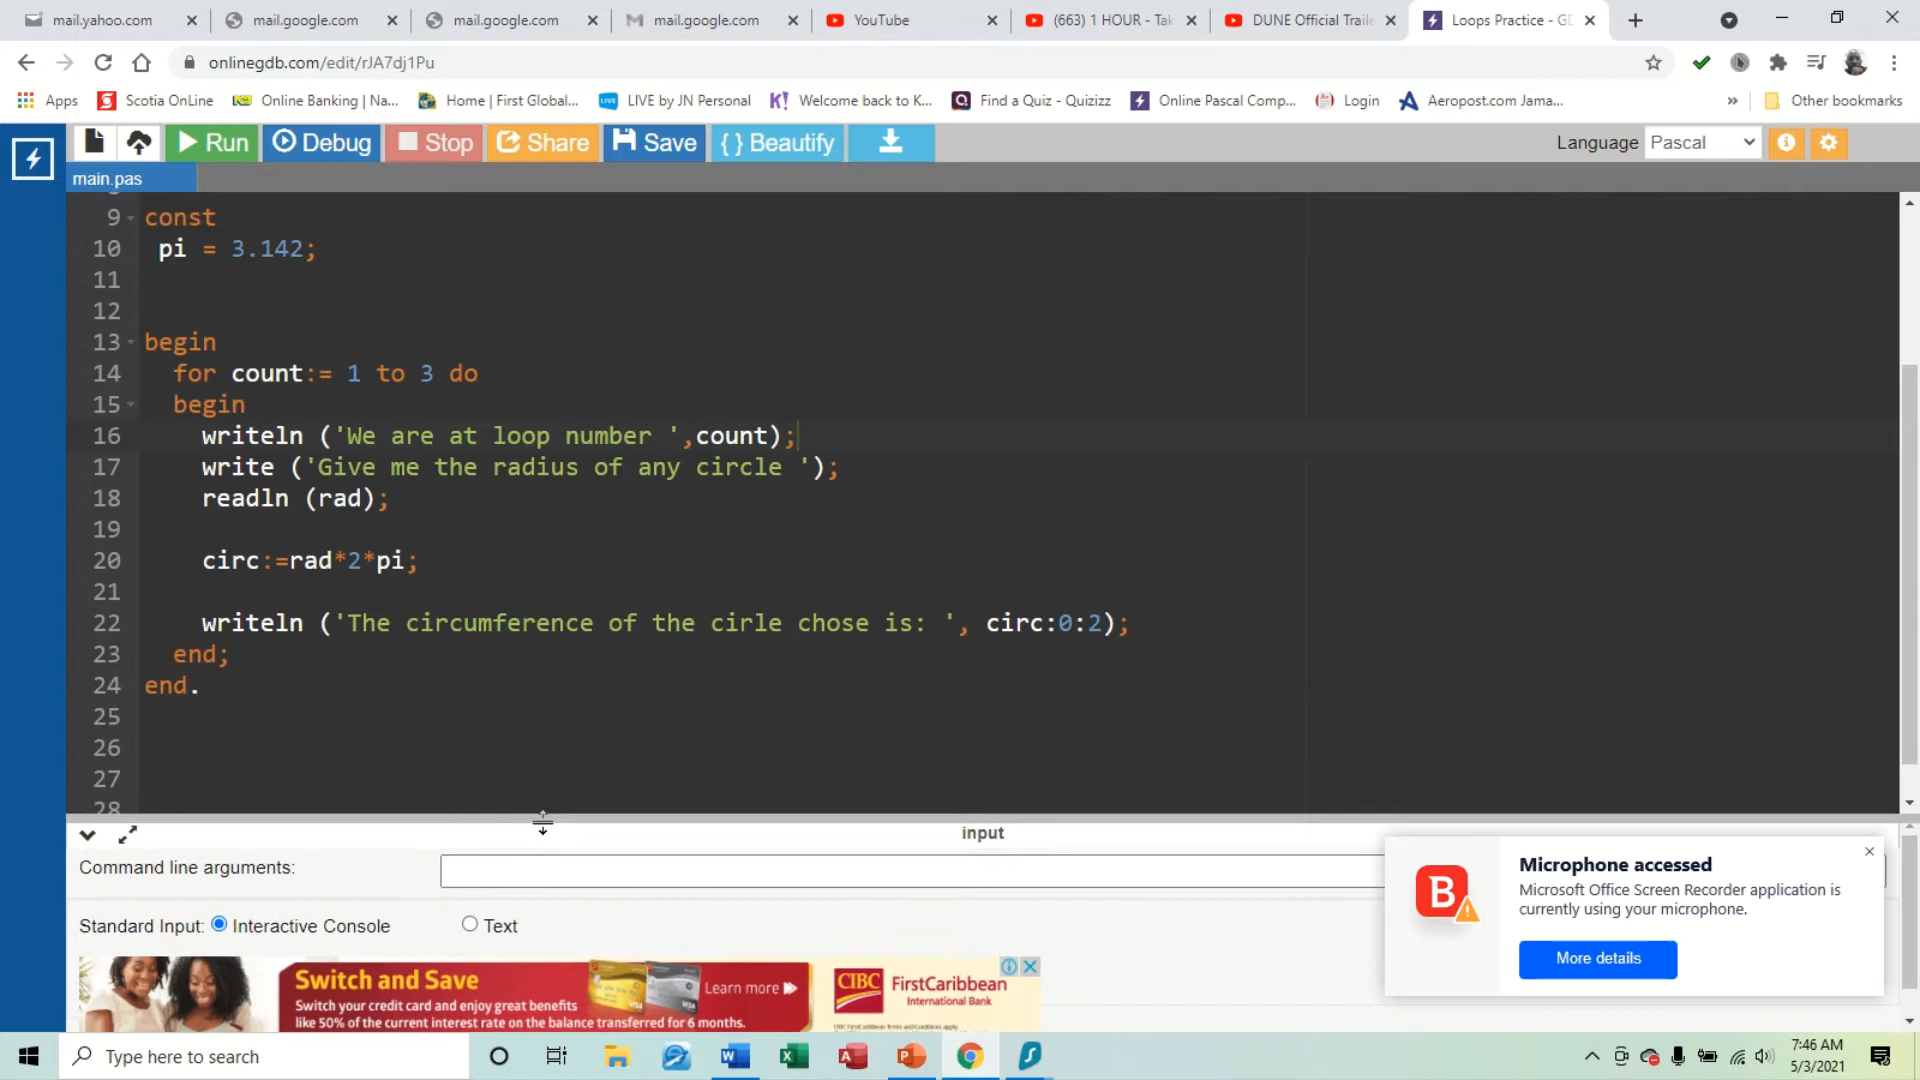 mail.yahoo.com
mail.google.com
mail.google.com
mail.google.com
YouTube
(663) 1 HOUR - Tak
DUNE Official Traile
Loops Practice - GD
onlinegdb.com/edit/rJA7dj1Pu
Apps
Scotia OnLine
Online Banking | Na...
Home | First Global...
LIVE by JN Personal
Welcome back to K...
Find a Quiz - Quizizz
Online Pascal Comp...
Login
Aeropost.com Jama...
»
Other bookmarks
Run
Debug
Stop
Share
Save
{ } Beautify
Language
Pascal
main.pas
9 const
10 pi = 3.142;
11
12
13 begin
14 for count:= 1 to 3 do
15 begin
16 writeln ('We are at loop number ',count);
17 write ('Give me the radius of any circle ');
18 readln (rad);
19
20 circ:=rad*2*pi;
21
22 writeln ('The circumference of the cirle chose is: ', circ:0:2);
23 end;
24 end.
25
26
27
28
input
Command line arguments:
Standard Input:
Interactive Console
Text
Microphone accessed
Microsoft Office Screen Recorder application is
currently using your microphone.
More details
Switch and Save
Switch your credit card and enjoy great benefits
like 50% of the current interest rate on the balance transferred for 6 months.
Learn more
CIBC
FirstCaribbean
International Bank
Type here to search
7:46 AM
5/3/2021